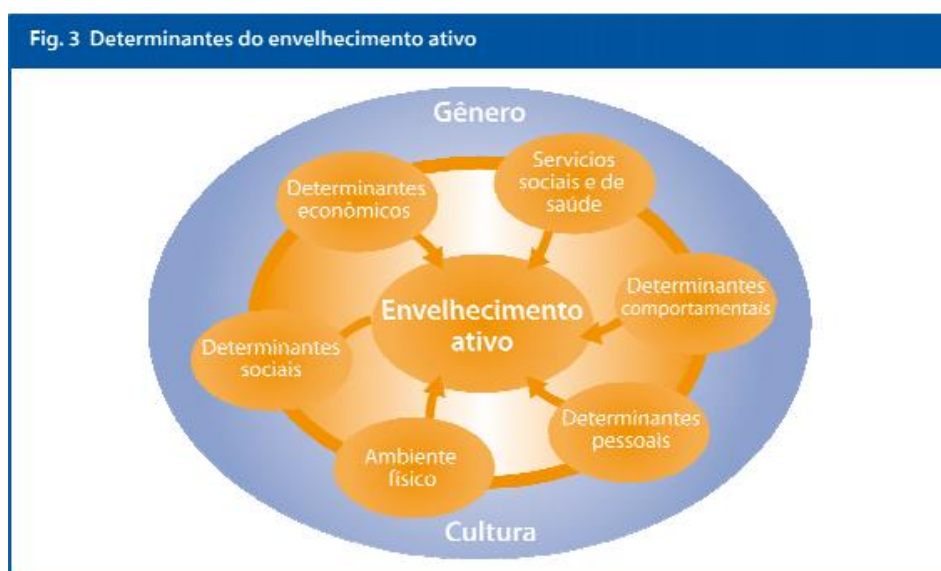 Fig. 3 Determinantes do envelhecimento ativo
Gênero
Servicios
sociais e de
saúde
Determinantes
econômicos
Determinantes
comportamentais
Envelhecimento
ativo
Determinantes
sociais
Determinantes
pessoais
Ambiente
físico
Cultura